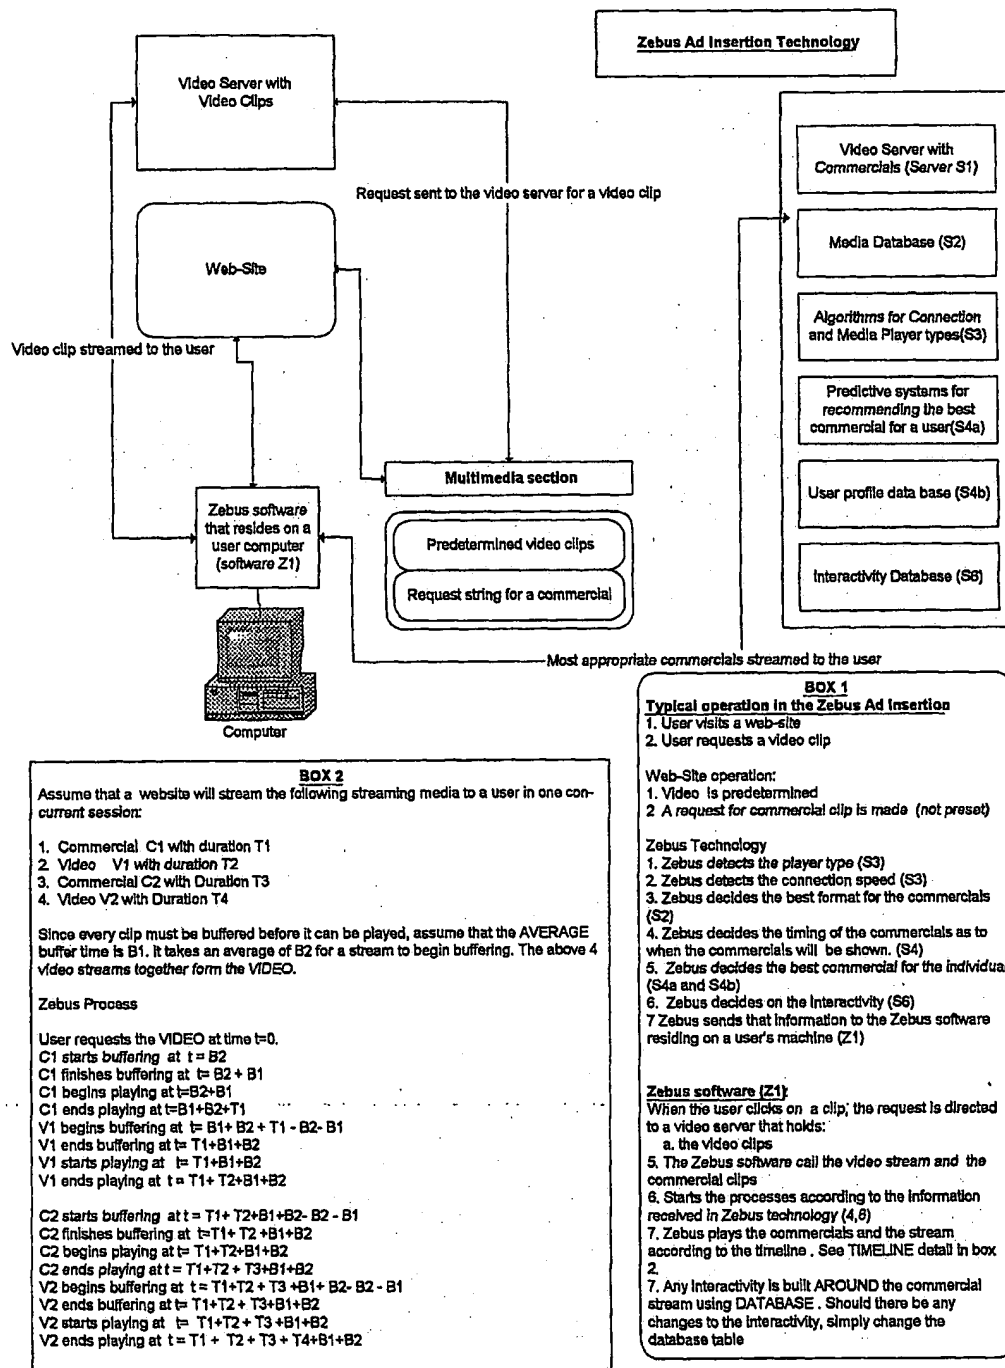 Zebus Ad Insertion Technology
Video Server with
Video Clips
Request sent to the video server for a video clip
Web-Site
Video clip streamed to the user
Multimedia section
Predetermined video clips
Request string for a commercial
Zebus software
that resides on a
user computer
(software Z1)
Computer
Most appropriate commercials streamed to the user
Video Server with
Commercials (Server S1)
Media Database (S2)
Algorithms for Connection
and Media Player types(S3)
Predictive systems for
recommending the best
commercial for a user(S4a)
User profile data base (S4b)
Interactivity Database (S6)
BOX 1
Typical operation in the Zebus Ad Insertion
1. User visits a web-site
2. User requests a video clip
Web-Site operation:
1. Video is predetermined
2 A request for commercial clip is made (not preset)
Zebus Technology
1. Zebus detects the player type (S3)
2. Zebus detects the connection speed (S3)
3. Zebus decides the best format for the commercials
(S2)
4. Zebus decides the timing of the commercials as to
when the commercials will be shown. (S4)
5. Zebus decides the best commercial for the individua
(S4a and S4b)
6. Zebus decides on the Interactivity (S6)
7 Zebus sends that information to the Zebus software
residing on a user's machine (Z1)
Zebus software (Z1):
When the user clicks on a clip, the request is directed
to a video server that holds:
a. the video clips
5. The Zebus software call the video stream and the
commercial clips
6. Starts the processes according to the information
received in Zebus technology (4,6)
7. Zebus plays the commercials and the stream
according to the timeline . See TIMELINE detail in box
2.
7. Any interactivity is built AROUND the commercial
stream using DATABASE . Should there be any
changes to the interactivity, simply change the
database table
BOX 2
Assume that a website will stream the following streaming media to a user in one con-
current session:
1. Commercial C1 with duration T1
2. Video V1 with duration T2
3. Commercial C2 with Duration T3
4. Video V2 with Duration T4
Since every clip must be buffered before it can be played, assume that the AVERAGE
buffer time is B1. It takes an average of B2 for a stream to begin buffering. The above 4
video streams together form the VIDEO.
Zebus Process
User requests the VIDEO at time t=0.
C1 starts buffering at t = B2
C1 finishes buffering at t = B2 + B1
C1 begins playing at t=B2+B1
C1 ends playing at t=B1+B2+T1
V1 begins buffering at t= B1+ B2 + T1 - B2- B1
V1 ends buffering at t= T1+B1+B2
V1 starts playing at t= T1+B1+B2
V1 ends playing at t = T1+ T2+B1+B2
C2 starts buffering at t = T1+ T2+B1+B2- B2 - B1
C2 finishes buffering at t=T1+ T2 +B1+B2
C2 begins playing at t= T1+T2+B1+B2
C2 ends playing at t = T1+T2 + T3+B1+B2
V2 begins buffering at t = T1+T2 + T3 +B1+ B2- B2 - B1
V2 ends buffering at t= T1+T2 + T3+B1+B2
V2 starts playing at t= T1+T2 + T3 +B1+B2
V2 ends playing at t = T1 + T2 + T3 + T4+B1+B2